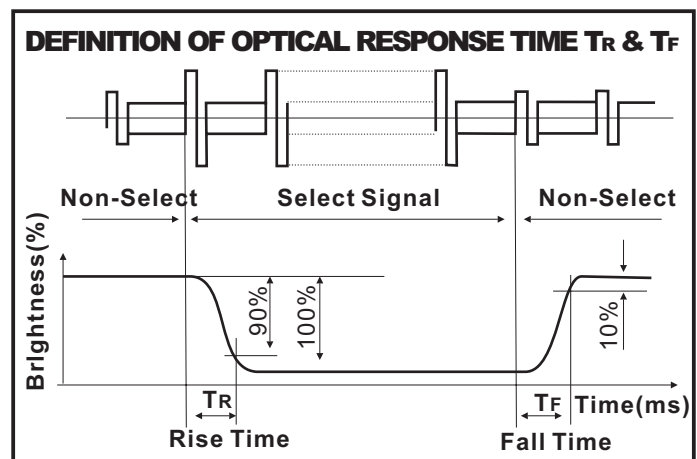 DEFINITION OF OPTICAL RESPONSE TIME TR & TF
Non-Select Select Signal Non-Select
Brightness(%)
90%
100%
10%
TR TF Time(ms)
Rise Time Fall Time